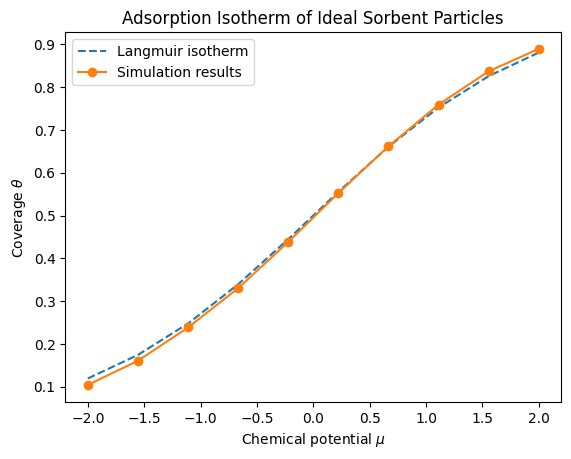 Adsorption Isotherm of Ideal Sorbent Particles
Langmuir isotherm
Simulation results
Coverage θ
0.9
0.8
0.7
0.6
0.5
0.4
0.3
0.2
0.1
-2.0 -1.5 -1.0 -0.5 0.0 0.5 1.0 1.5 2.0
Chemical potential μ